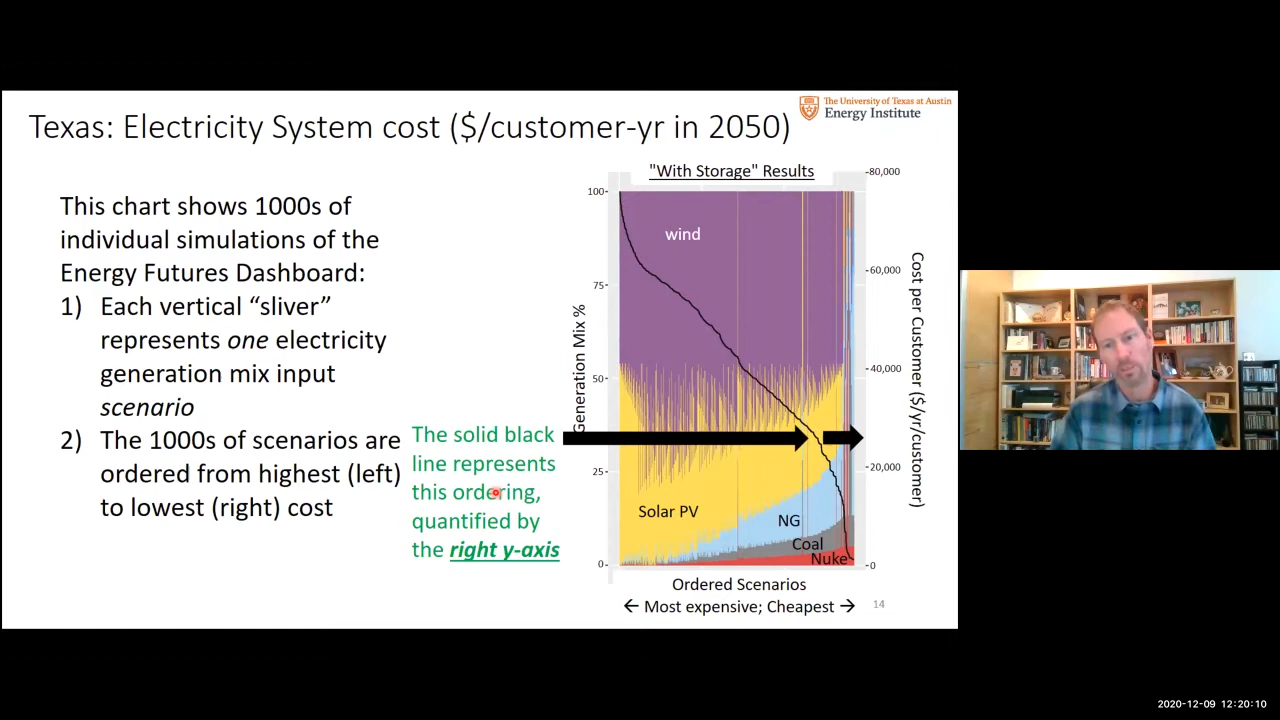 Texas: Electricity System cost ($/customer-yr in 2050)
The University of Texas at Austin
Energy Institute
This chart shows 1000s of
individual simulations of the
Energy Futures Dashboard:
1) Each vertical “sliver”
represents one electricity
generation mix input
scenario
2) The 1000s of scenarios are
ordered from highest (left)
to lowest (right) cost
The solid black
line represents
this ordering,
quantified by
the right y-axis
"With Storage" Results
Generation Mix %
100
75
50
25
0
wind
Solar PV
NG
Coal
Nuke
80,000
60,000
40,000
20,000
0
Cost per Customer ($/yr/customer)
Ordered Scenarios
← Most expensive; Cheapest →
14
2020-12-09 12:20:10